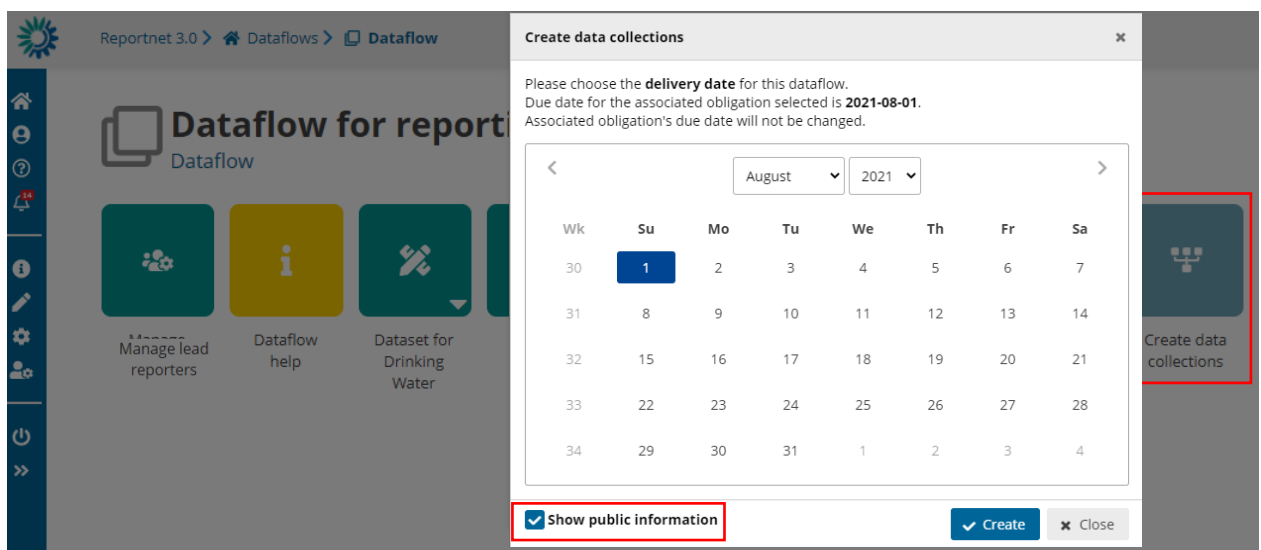 Reportnet 3.0 Dataflows Dataflow
14
Dataflow for reporti
Dataflow
Manage lead
reporters
Dataflow
help
Dataset for
Drinking
Water
Create data collections
Please choose the delivery date for this dataflow.
Due date for the associated obligation selected is 2021-08-01.
Associated obligation's due date will not be changed.
August 2021
Wk Su Mo Tu We Th Fr Sa
30 1 2 3 4 5 6 7
31 8 9 10 11 12 13 14
32 15 16 17 18 19 20 21
33 22 23 24 25 26 27 28
34 29 30 31 1 2 3 4
Show public information
Create Close
Create data
collections